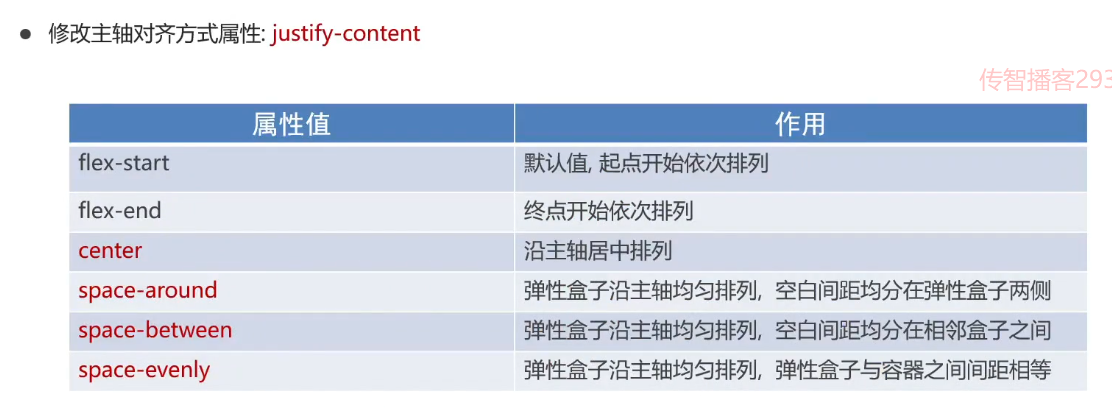 ● 修改主轴对齐方式属性: justify-content
传智播客293
属性值 作用
flex-start 默认值, 起点开始依次排列
flex-end 终点开始依次排列
center 沿主轴居中排列
space-around 弹性盒子沿主轴均匀排列, 空白间距均分在弹性盒子两侧
space-between 弹性盒子沿主轴均匀排列, 空白间距均分在相邻盒子之间
space-evenly 弹性盒子沿主轴均匀排列, 弹性盒子与容器之间间距相等